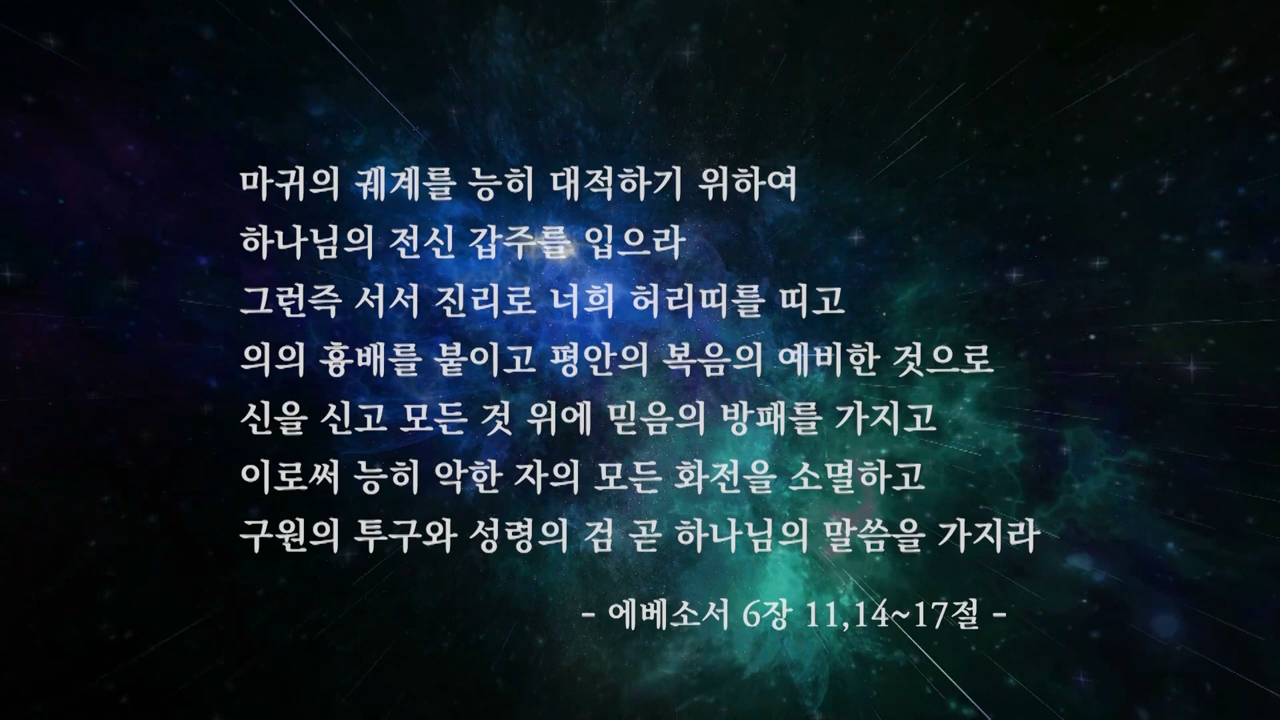 마귀의 궤계를 능히 대적하기 위하여
하나님의 전신 갑주를 입으라
그런즉 서서 진리로 너희 허리띠를 띠고
의의 흉배를 붙이고 평안의 복음의 예비한 것으로
신을 신고 모든 것 위에 믿음의 방패를 가지고
이로써 능히 악한 자의 모든 화전을 소멸하고
구원의 투구와 성령의 검 곧 하나님의 말씀을 가지라
- 에베소서 6장 11,14~17절 -